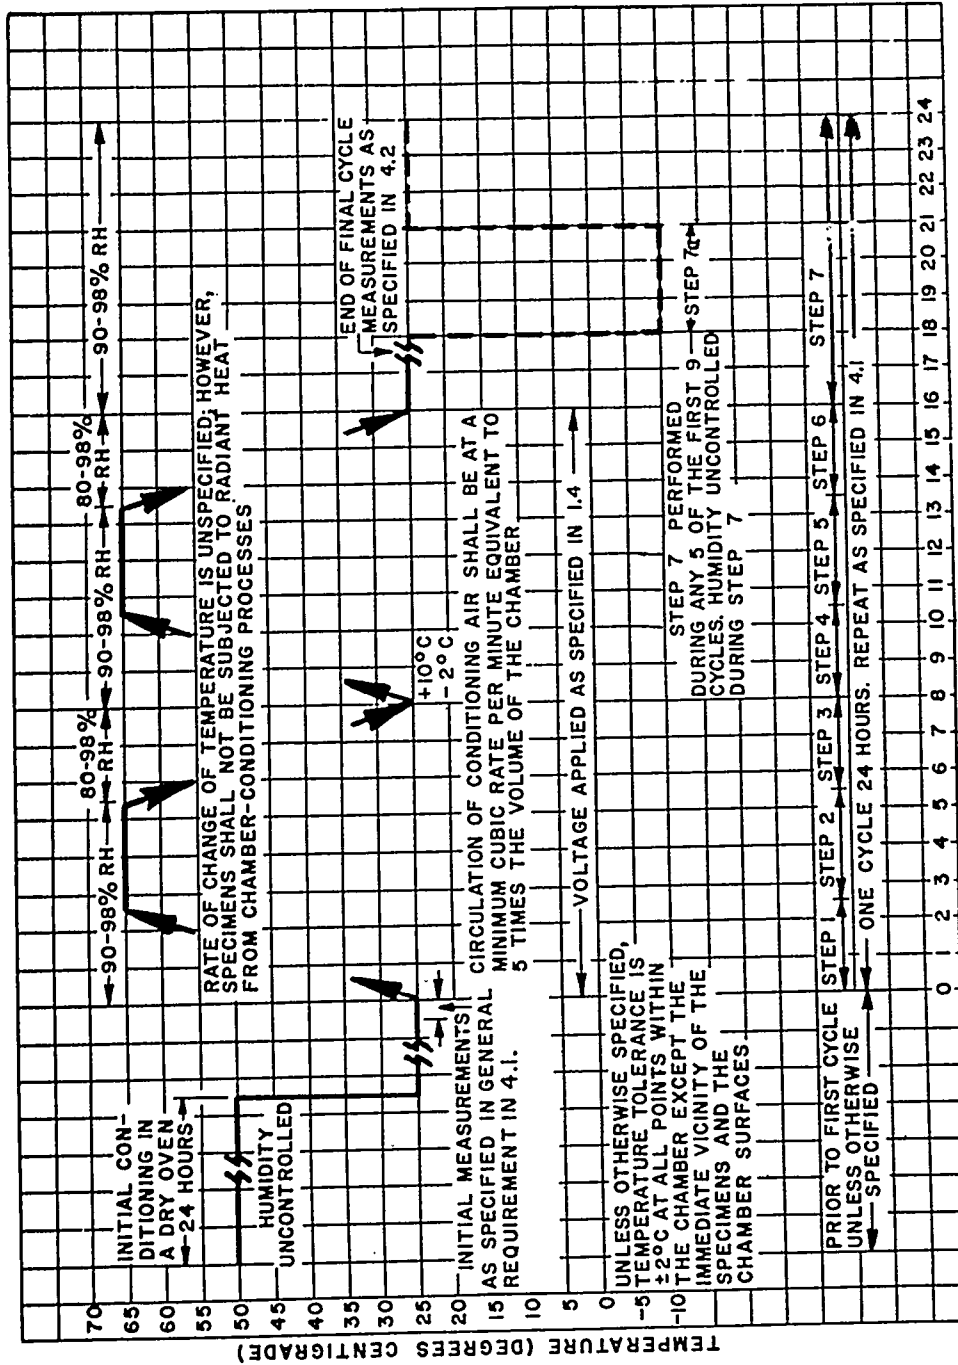 TEMPERATURE (DEGREES CENTIGRADE)
70
65
60
55
50
45
40
35
30
25
20
15
10
5
0
-5
-10
INITIAL CON-
DITIONING IN
A DRY OVEN
24 HOURS
HUMIDITY
UNCONTROLLED
90-98% RH
80-98%
RH
90-98% RH
80-98%
RH
90-98% RH
RATE OF CHANGE OF TEMPERATURE IS UNSPECIFIED; HOWEVER,
SPECIMENS SHALL NOT BE SUBJECTED TO RADIANT HEAT
FROM CHAMBER-CONDITIONING PROCESSES
+10°C
-2°C
END OF FINAL CYCLE
MEASUREMENTS AS
SPECIFIED IN 4.2
INITIAL MEASUREMENTS
AS SPECIFIED IN GENERAL
REQUIREMENT IN 4.1.
CIRCULATION OF CONDITIONING AIR SHALL BE AT A
MINIMUM CUBIC RATE PER MINUTE EQUIVALENT TO
5 TIMES THE VOLUME OF THE CHAMBER
VOLTAGE APPLIED AS SPECIFIED IN 1.4
UNLESS OTHERWISE SPECIFIED,
TEMPERATURE TOLERANCE IS
±2°C AT ALL POINTS WITHIN
THE CHAMBER EXCEPT THE
IMMEDIATE VICINITY OF THE
SPECIMENS AND THE
CHAMBER SURFACES
STEP 7 PERFORMED
DURING ANY 5 OF THE FIRST 9
CYCLES. HUMIDITY UNCONTROLLED
DURING STEP 7
STEP 7a
PRIOR TO FIRST CYCLE
UNLESS OTHERWISE
SPECIFIED
STEP 1
STEP 2
STEP 3
STEP 4
STEP 5
STEP 6
STEP 7
ONE CYCLE 24 HOURS. REPEAT AS SPECIFIED IN 4.1
0 1 2 3 4 5 6 7 8 9 10 11 12 13 14 15 16 17 18 19 20 21 22 23 24